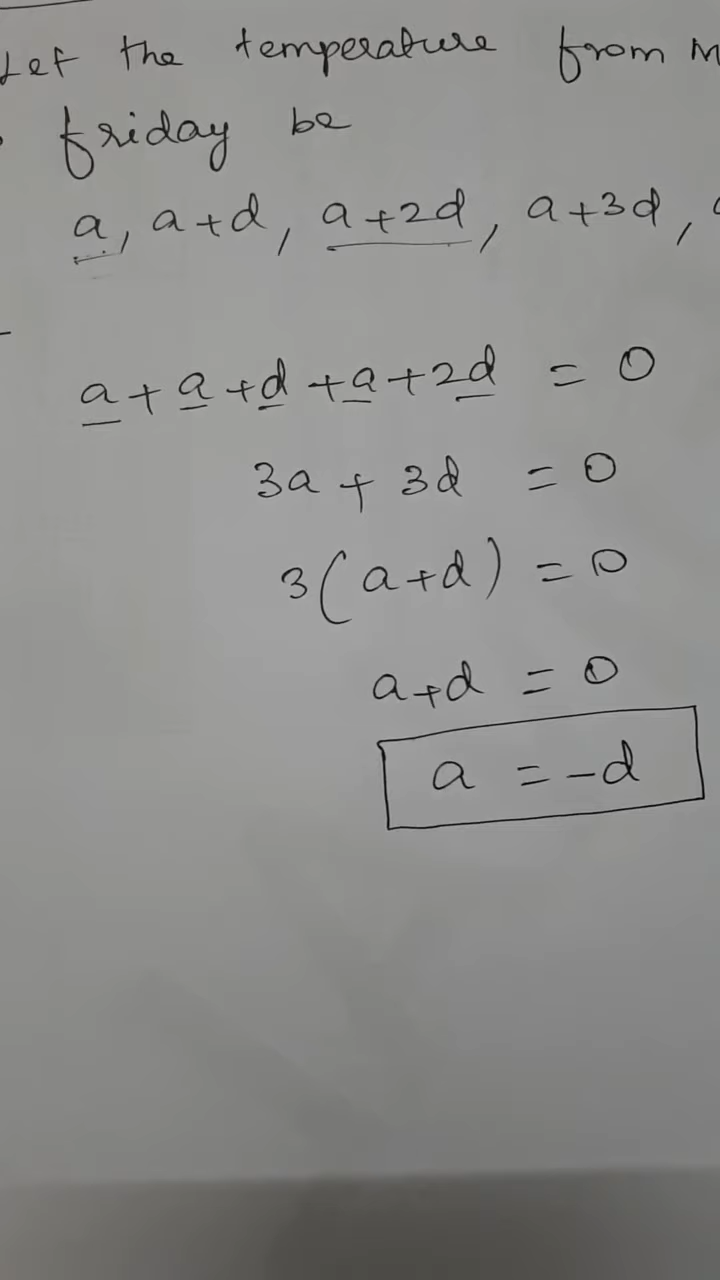 Let the temperature from M
friday be
a, a+d, a+2d, a+3d,
a + a + d + a + 2d = 0
3a + 3d = 0
3(a+d) = 0
a+d = 0
a = -d